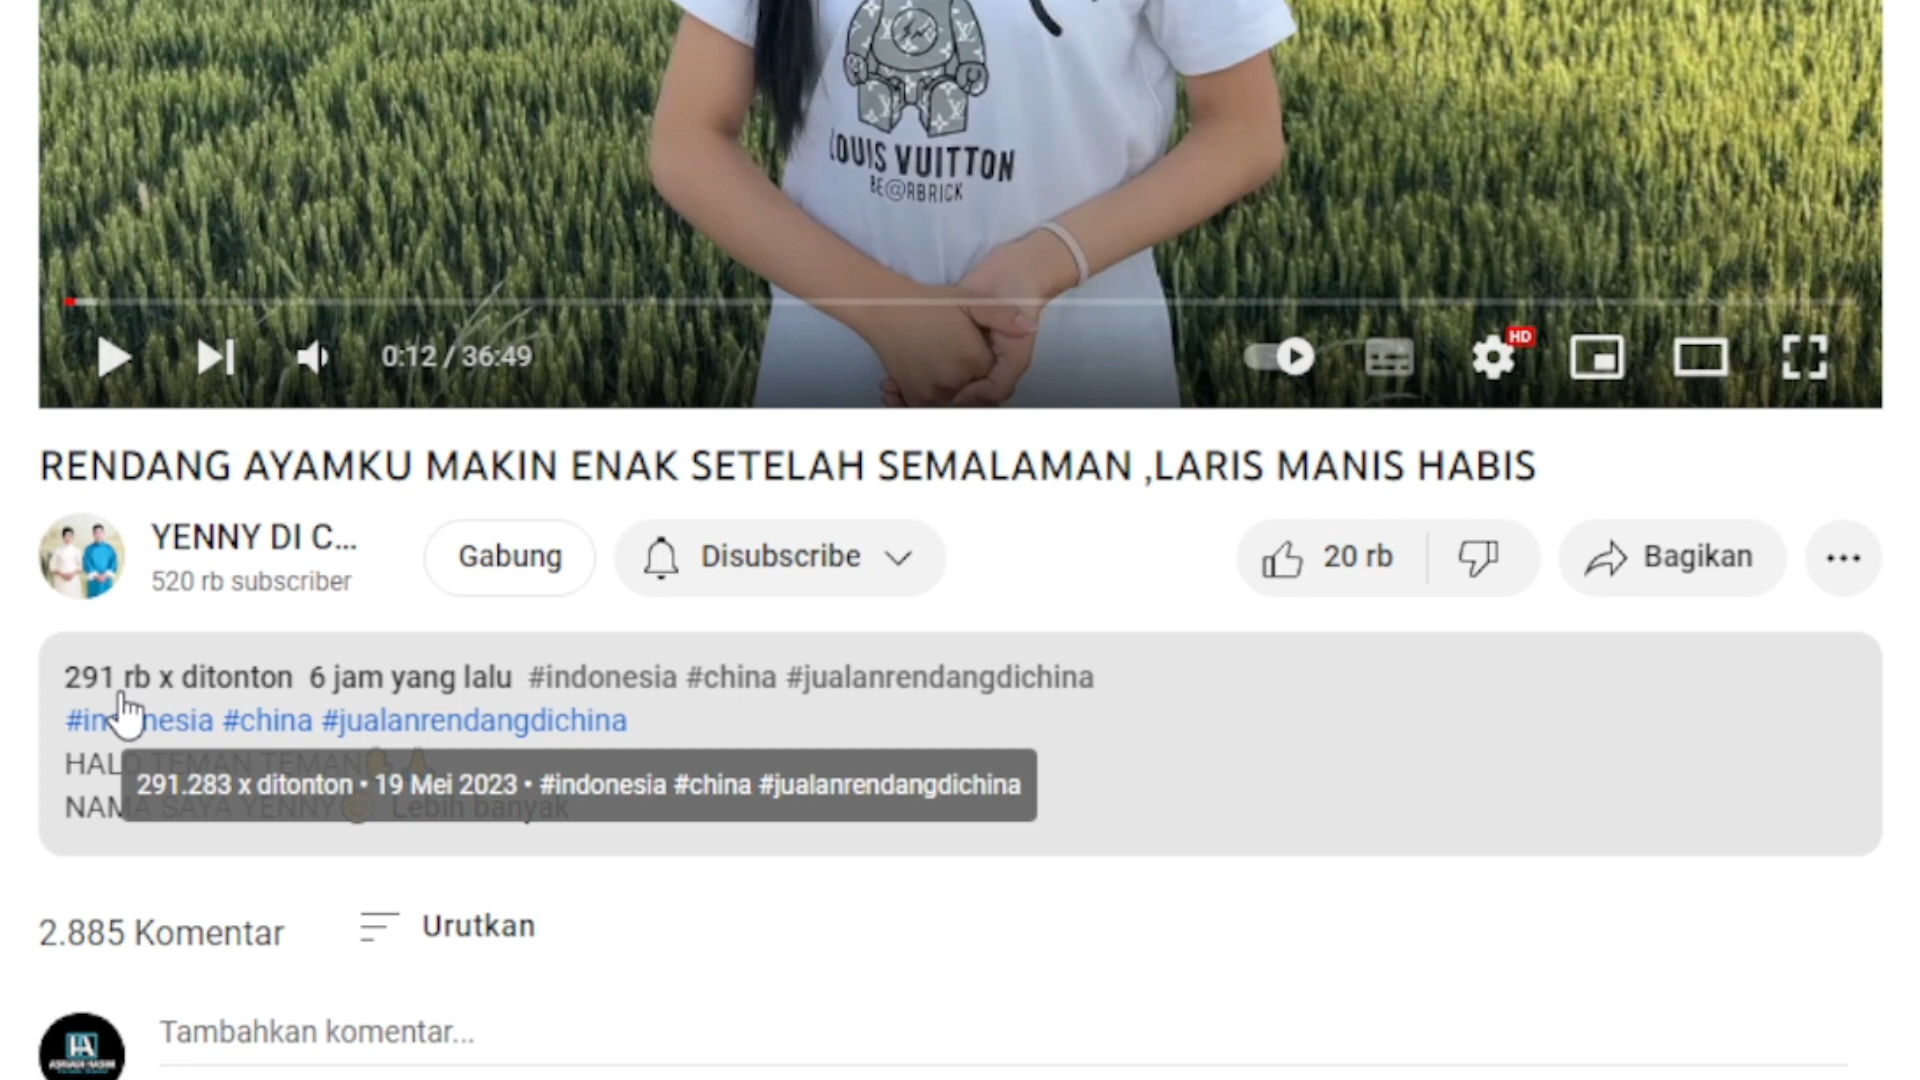 LOUIS VUITTON
BE@RBRICK
0:12 / 36:49
HD
RENDANG AYAMKU MAKIN ENAK SETELAH SEMALAMAN ,LARIS MANIS HABIS
YENNY DI C...
520 rb subscriber
Gabung
Disubscribe
20 rb
Bagikan
291 rb x ditonton 6 jam yang lalu #indonesia #china #jualanrendangdichina
#indonesia #china #jualanrendangdichina
HALO TEMAN TEMAN
291.283 x ditonton • 19 Mei 2023 • #indonesia #china #jualanrendangdichina
NAMA SAYA YENNY Lebih banyak
2.885 Komentar
Urutkan
Tambahkan komentar...